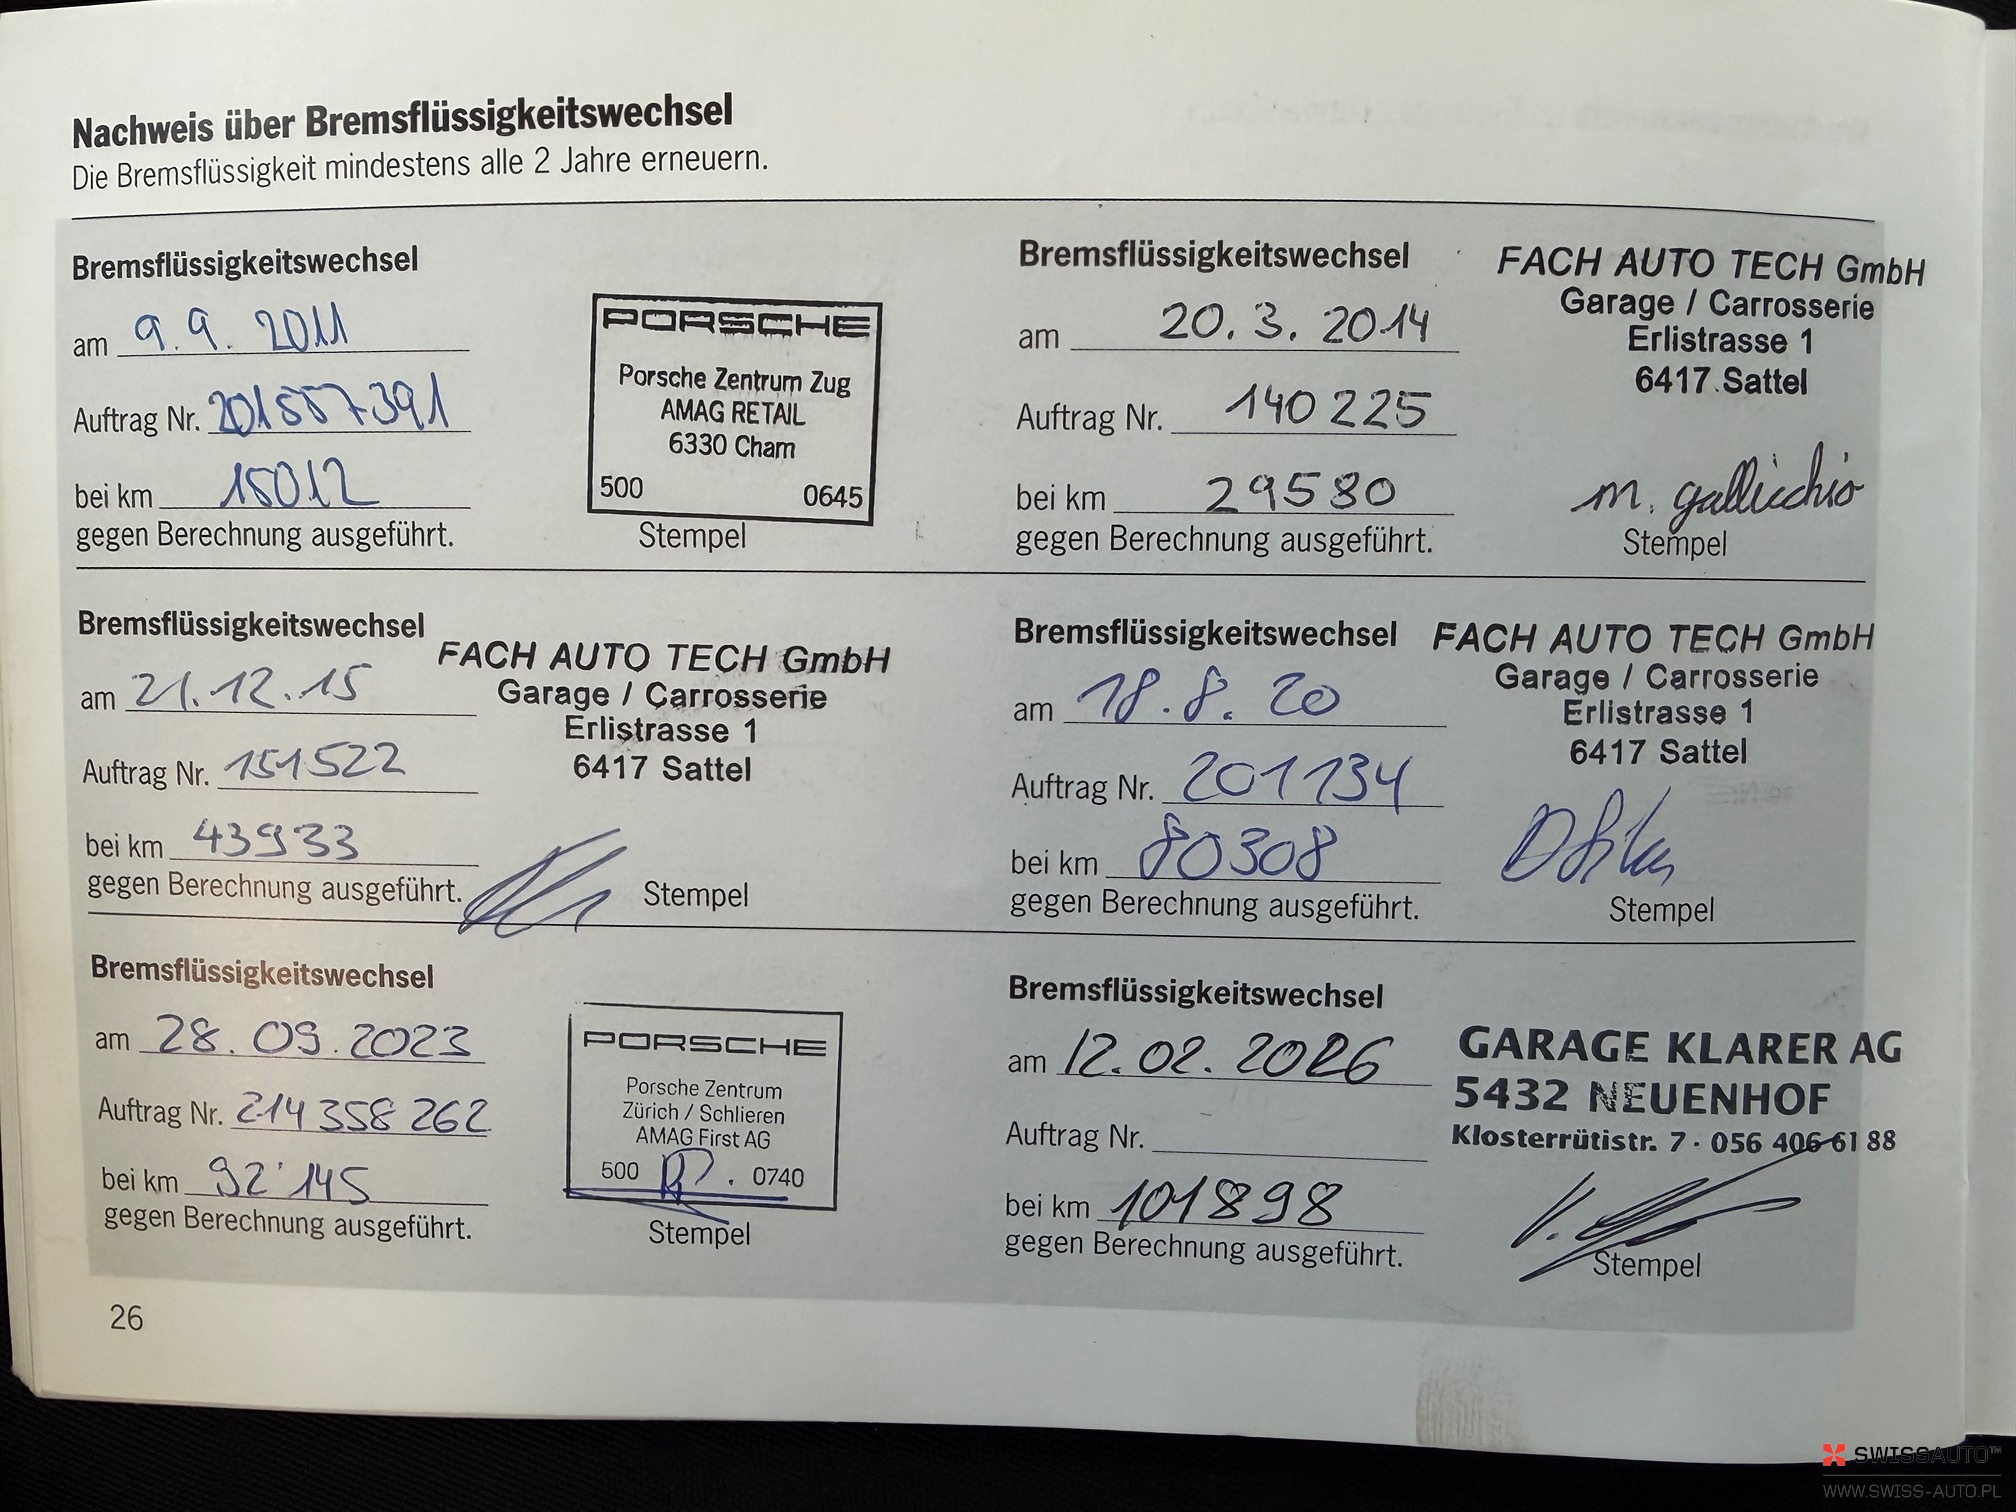 Nachweis über Bremsflüssigkeitswechsel
Die Bremsflüssigkeit mindestens alle 2 Jahre erneuern.
Bremsflüssigkeitswechsel
am 9.9.2011
Auftrag Nr. 201557391
bei km 15012
gegen Berechnung ausgeführt.
PORSCHE
Porsche Zentrum Zug
AMAG RETAIL
6330 Cham
500 0645
Stempel
Bremsflüssigkeitswechsel
am 20.3.2014
Auftrag Nr. 140225
bei km 29580
gegen Berechnung ausgeführt.
FACH AUTO TECH GmbH
Garage / Carrosserie
Erlistrasse 1
6417 Sattel
m. gallicchio
Stempel
Bremsflüssigkeitswechsel
am 21.12.15
Auftrag Nr. 151522
bei km 43933
gegen Berechnung ausgeführt.
FACH AUTO TECH GmbH
Garage / Carrosserie
Erlistrasse 1
6417 Sattel
Stempel
Bremsflüssigkeitswechsel
am 18.8.20
Auftrag Nr. 201134
bei km 80308
gegen Berechnung ausgeführt.
FACH AUTO TECH GmbH
Garage / Carrosserie
Erlistrasse 1
6417 Sattel
Stempel
Bremsflüssigkeitswechsel
am 28.09.2023
Auftrag Nr. 214358262
bei km 92'145
gegen Berechnung ausgeführt.
PORSCHE
Porsche Zentrum
Zürich / Schlieren
AMAG First AG
500 0740
Stempel
Bremsflüssigkeitswechsel
am 12.02.2026
Auftrag Nr.
bei km 101898
gegen Berechnung ausgeführt.
GARAGE KLARER AG
5432 NEUENHOF
Klosterrütistr. 7 · 056 406 61 88
Stempel
26
SWISSAUTO™
WWW.SWISS-AUTO.PL